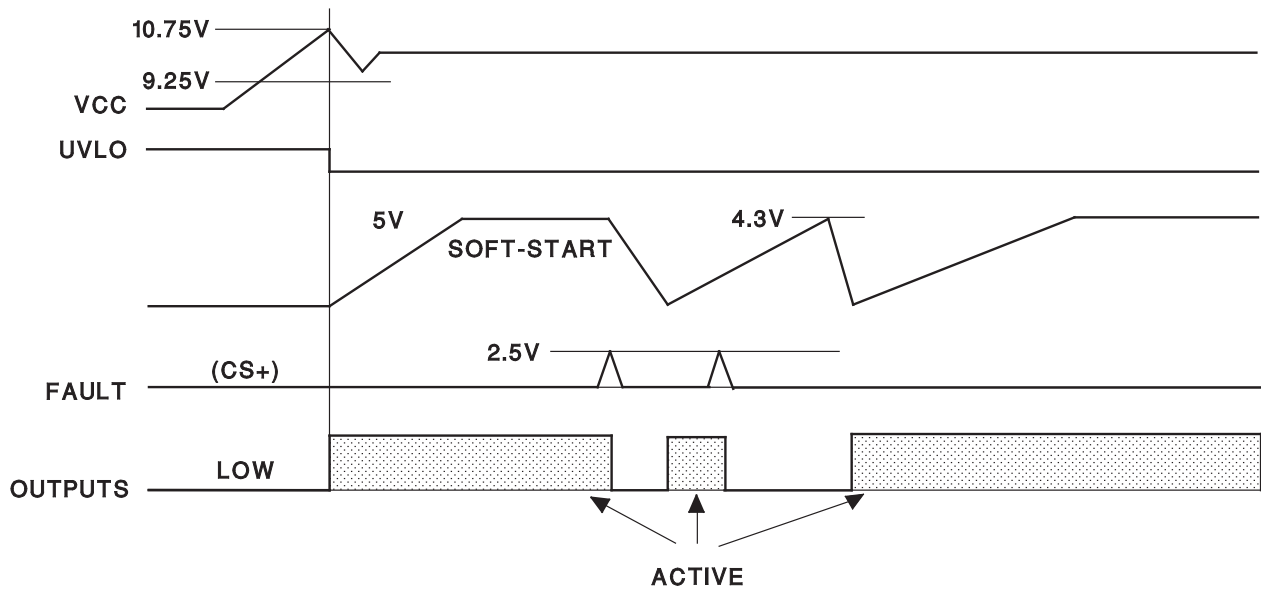 10.75V
9.25V
VCC
UVLO
5V
4.3V
SOFT-START
2.5V
(CS+)
FAULT
LOW
OUTPUTS
ACTIVE